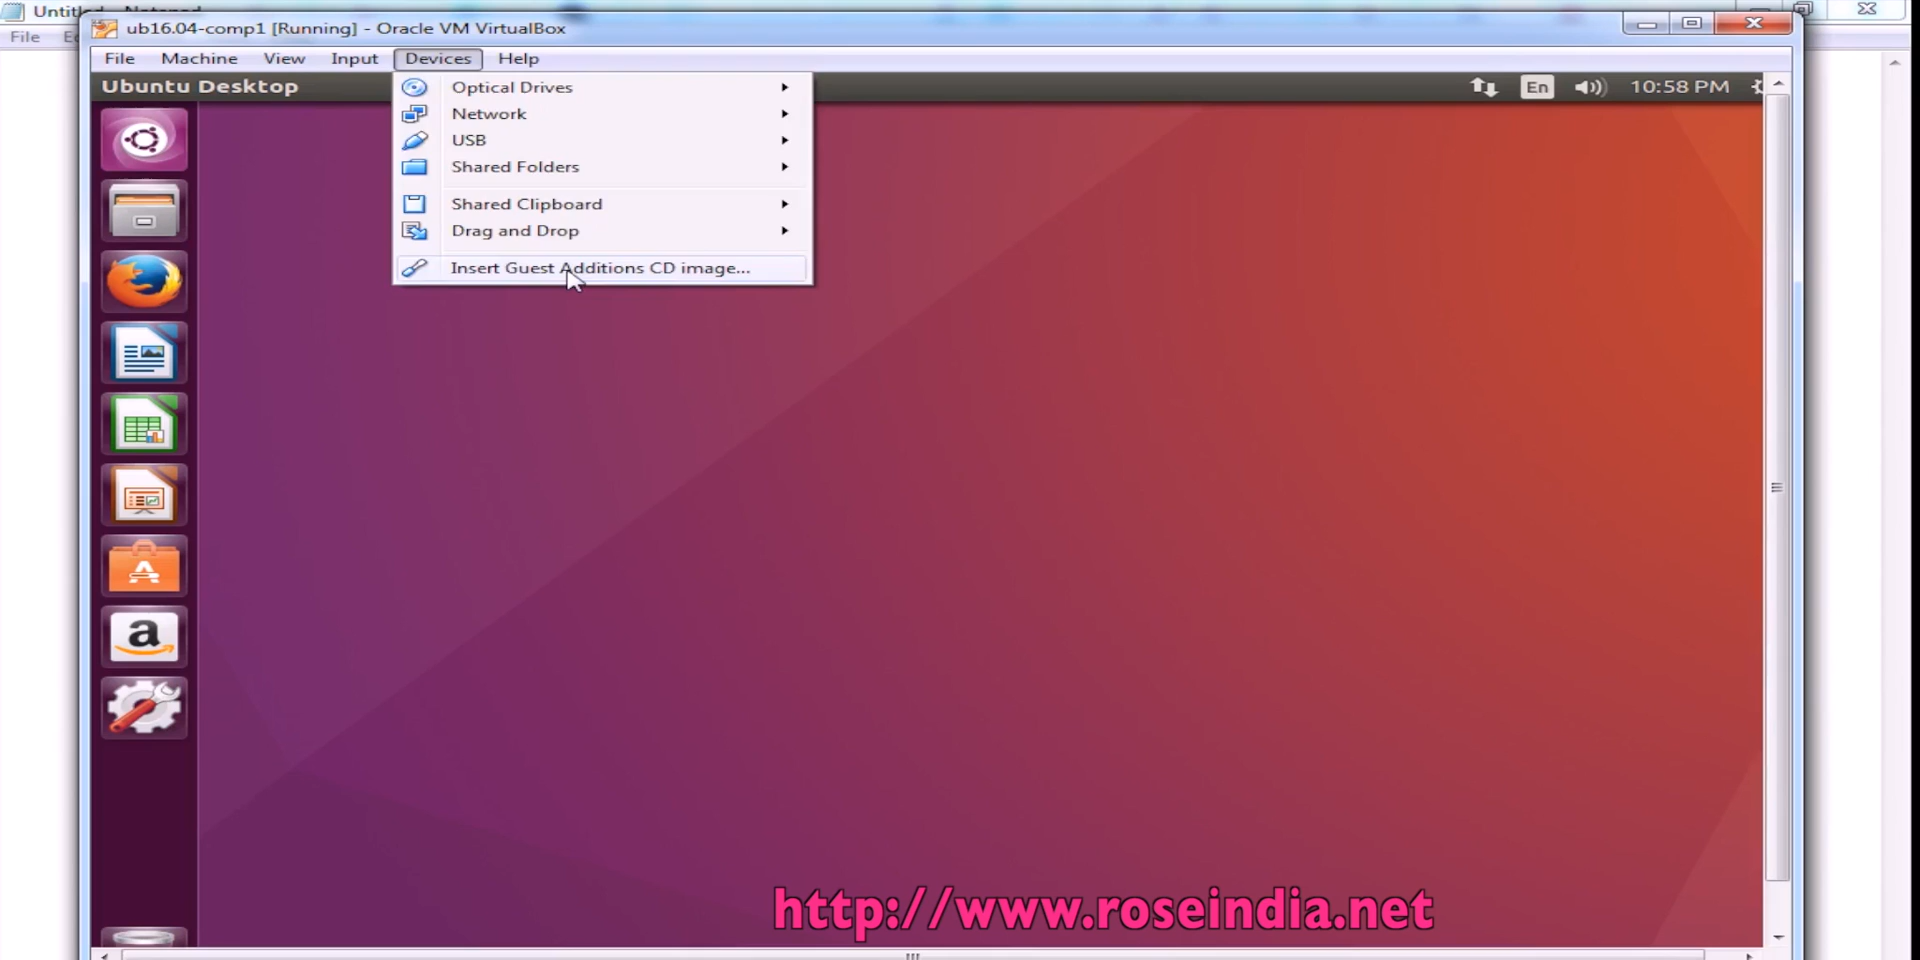 Untitl
File
ub16.04-comp1 [Running] - Oracle VM VirtualBox
File Machine View Input Devices Help
Ubuntu Desktop
En 10:58 PM
Optical Drives
Network
USB
Shared Folders
Shared Clipboard
Drag and Drop
Insert Guest Additions CD image...
a
http://www.roseindia.net